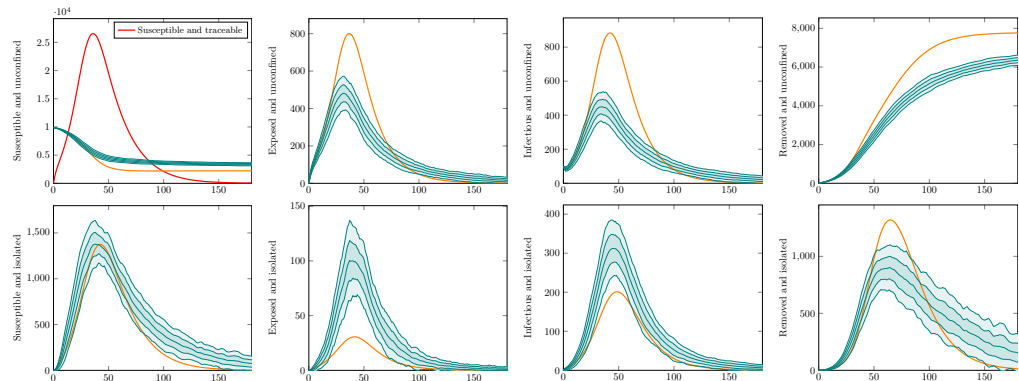 ·10⁴
Susceptible and unconfined
2.5
2
1.5
1
0.5
0
0 50 100 150
Susceptible and traceable
Exposed and unconfined
800
600
400
200
0
0 50 100 150
Infectious and unconfined
800
600
400
200
0
0 50 100 150
Removed and unconfined
8,000
6,000
4,000
2,000
0
0 50 100 150
Susceptible and isolated
1,500
1,000
500
0
0 50 100 150
Exposed and isolated
150
100
50
0
0 50 100 150
Infectious and isolated
400
300
200
100
0
0 50 100 150
Removed and isolated
1,000
500
0
0 50 100 150